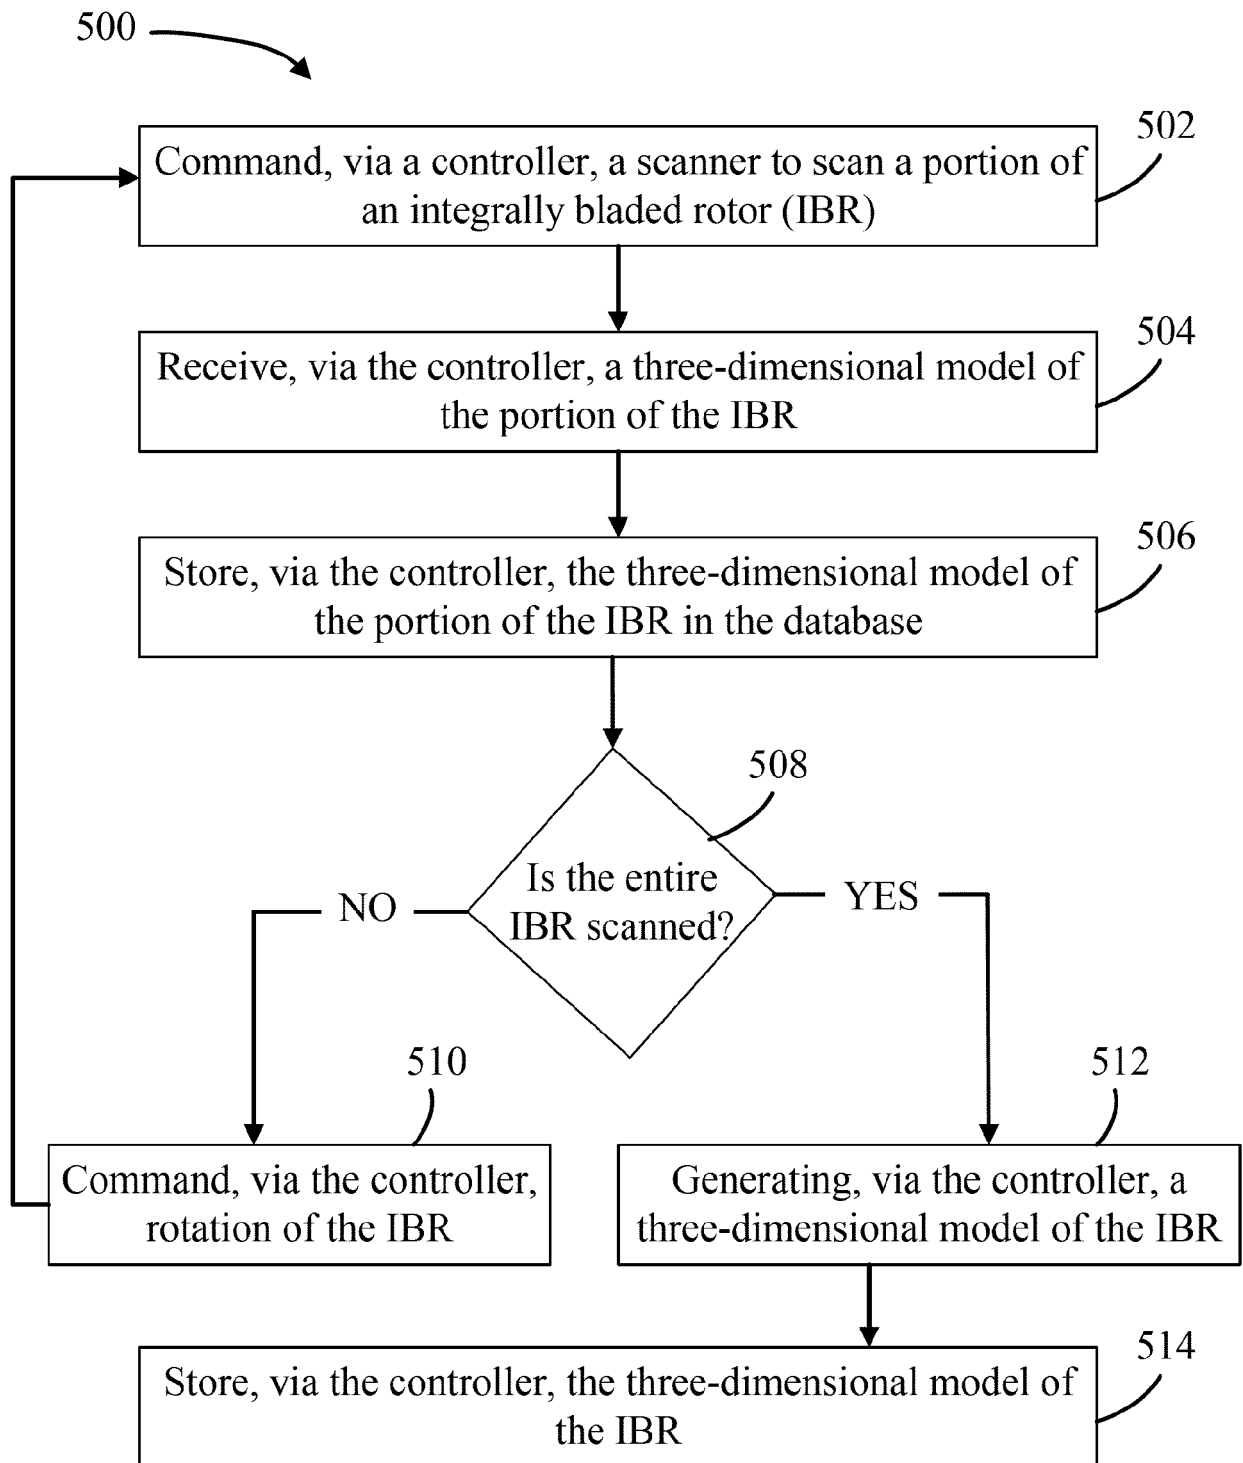 500
502
Command, via a controller, a scanner to scan a portion of
an integrally bladed rotor (IBR)
504
Receive, via the controller, a three-dimensional model of
the portion of the IBR
506
Store, via the controller, the three-dimensional model of
the portion of the IBR in the database
508
Is the entire
IBR scanned?
NO
YES
510
512
Command, via the controller,
rotation of the IBR
Generating, via the controller, a
three-dimensional model of the IBR
514
Store, via the controller, the three-dimensional model of
the IBR